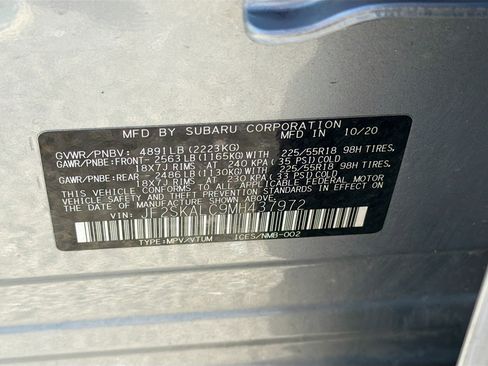 MFD BY SUBARU CORPORATION MFD IN 10/20
GVWR/PNBV: 4891LB (2223KG)
GAWR/PNBE:FRONT- 2563LB(1165KG)WITH 225/55R18 98H TIRES,
18X7J RIMS AT 240 KPA(35 PSI)COLD
GAWR/PNBE:REAR - 2486LB(1130KG)WITH 225/55R18 98H TIRES,
18X7J RIMS AT 230 KPA(33 PSI)COLD
THIS VEHICLE CONFORMS TO ALL APPLICABLE FEDERAL MOTOR
VEHICLE SAFETY AND THEFT PREVENTION STANDARDS IN EFFECT
ON THE DATE OF MANUFACTURE SHOWN ABOVE.
VIN: JF2SKALC9MH437972
TYPE:MPV/VTUM ICES/NMB-002